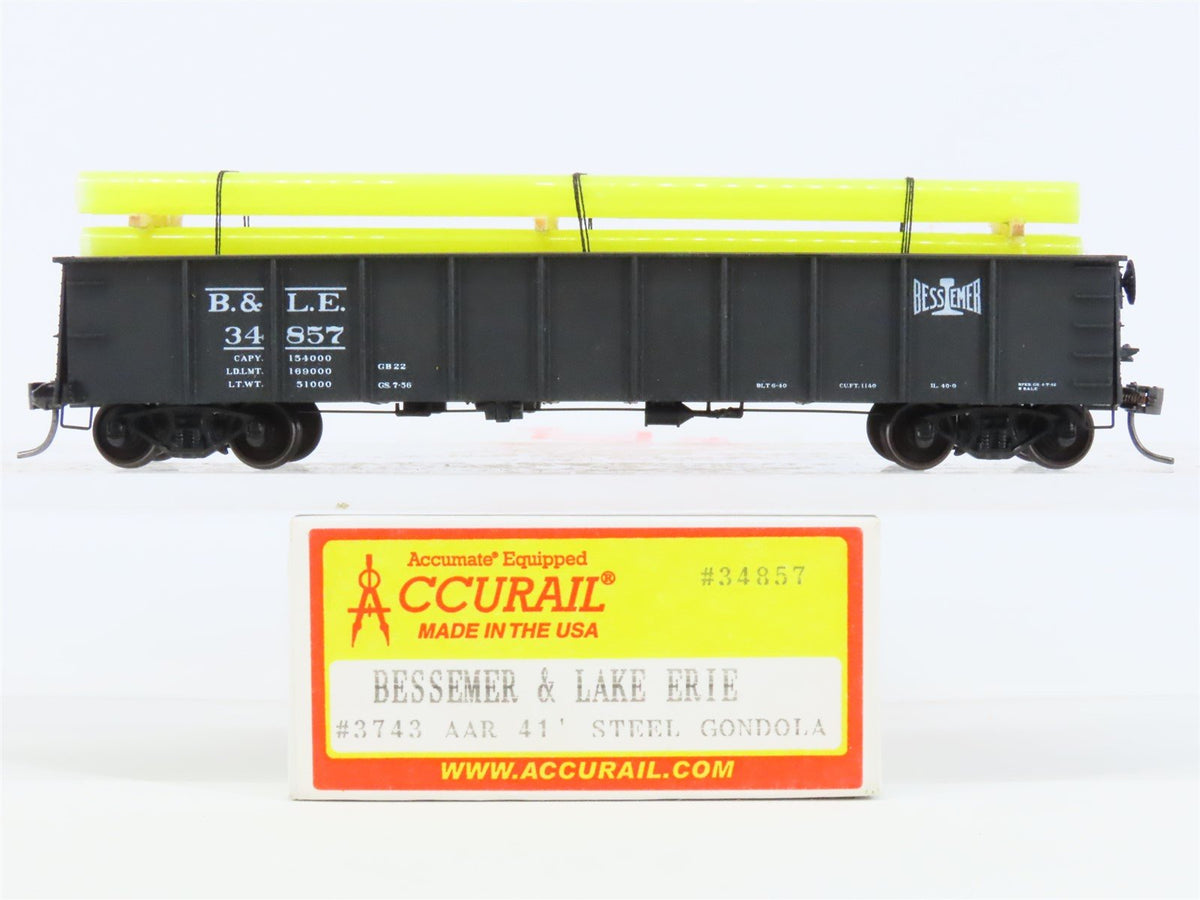 B. & L.E.
34857
CAPY. 154000
LD.LMT. 169000
LT.WT. 51000
GB 22
GS. 7-56
BESSEMER
BLT 6-40
CU.FT. 1140
IL. 40-0
Accumate® Equipped
ACCURAIL®
MADE IN THE USA
#34857
BESSEMER & LAKE ERIE
#3743 AAR 41' STEEL GONDOLA
WWW.ACCURAIL.COM